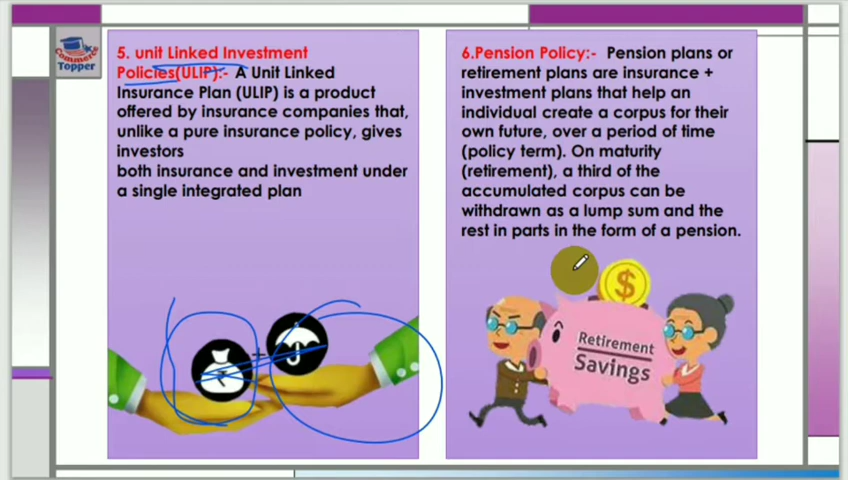 Commerce
Topper
5. unit Linked Investment
Policies(ULIP):- A Unit Linked
Insurance Plan (ULIP) is a product
offered by insurance companies that,
unlike a pure insurance policy, gives
investors
both insurance and investment under
a single integrated plan
+
6.Pension Policy:- Pension plans or
retirement plans are insurance +
investment plans that help an
individual create a corpus for their
own future, over a period of time
(policy term). On maturity
(retirement), a third of the
accumulated corpus can be
withdrawn as a lump sum and the
rest in parts in the form of a pension.
$
Retirement
Savings